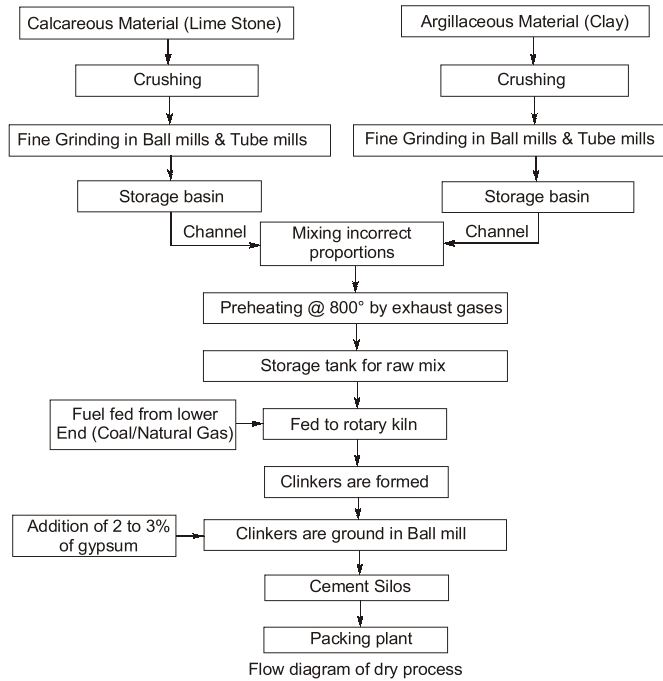 Calcareous Material (Lime Stone)
Argillaceous Material (Clay)
Crushing
Crushing
Fine Grinding in Ball mills & Tube mills
Fine Grinding in Ball mills & Tube mills
Storage basin
Storage basin
Channel
Mixing incorrect
proportions
Channel
Preheating @ 800° by exhaust gases
Storage tank for raw mix
Fuel fed from lower
End (Coal/Natural Gas)
Fed to rotary kiln
Clinkers are formed
Addition of 2 to 3%
of gypsum
Clinkers are ground in Ball mill
Cement Silos
Packing plant
Flow diagram of dry process